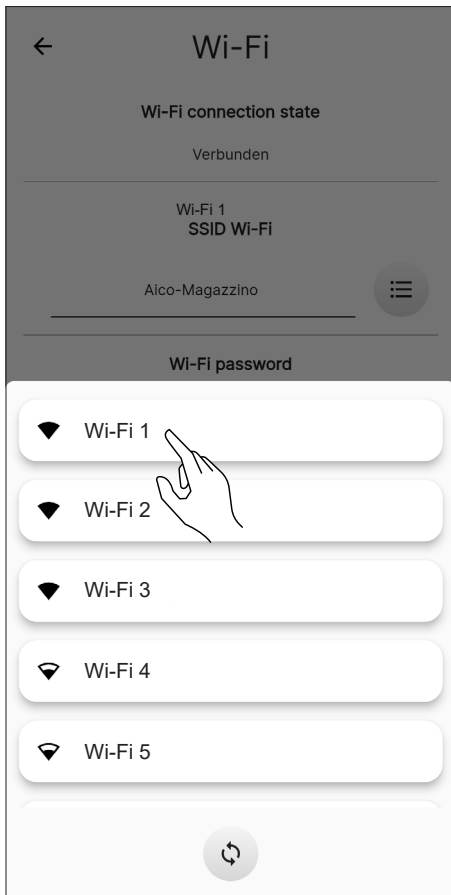 Wi-Fi
Wi-Fi connection state
Verbunden
Wi-Fi 1
SSID Wi-Fi
Aico-Magazzino
Wi-Fi password
Wi-Fi 1
Wi-Fi 2
Wi-Fi 3
Wi-Fi 4
Wi-Fi 5